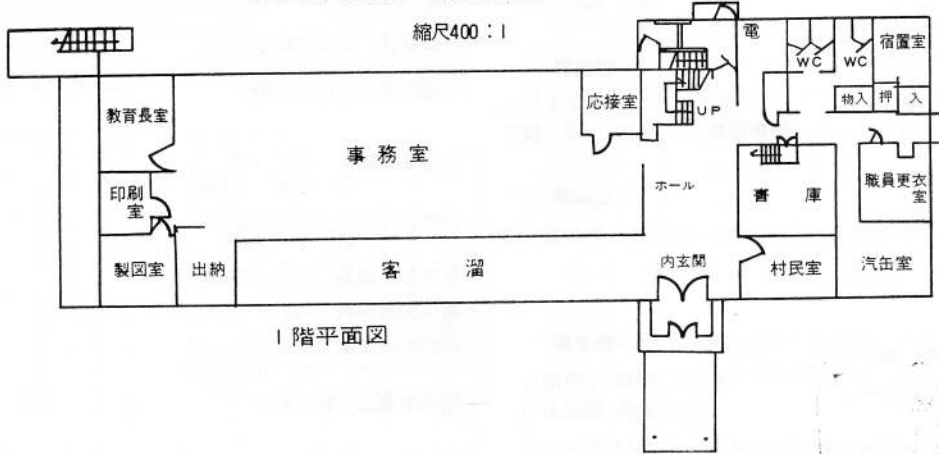 縮尺400:1
電
WC
WC
宿置室
物入
押
入
教育長室
応接室
UP
事務室
印刷
室
ホール
書庫
職員更衣
室
製図室
出納
客溜
内玄関
村民室
汽缶室
1階平面図